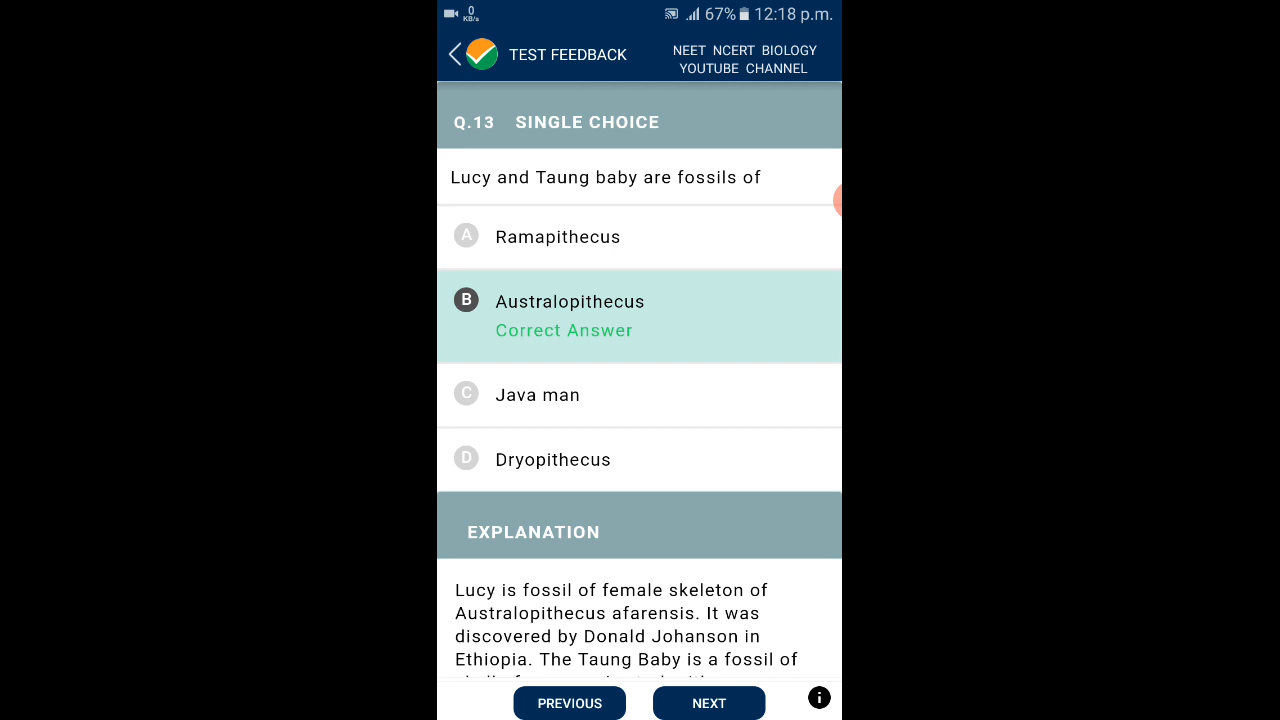 0
KB/s
67% 12:18 p.m.
TEST FEEDBACK
NEET NCERT BIOLOGY
YOUTUBE CHANNEL
Q.13 SINGLE CHOICE
Lucy and Taung baby are fossils of
A Ramapithecus
B Australopithecus
Correct Answer
C Java man
D Dryopithecus
EXPLANATION
Lucy is fossil of female skeleton of
Australopithecus afarensis. It was
discovered by Donald Johanson in
Ethiopia. The Taung Baby is a fossil of
PREVIOUS NEXT
i